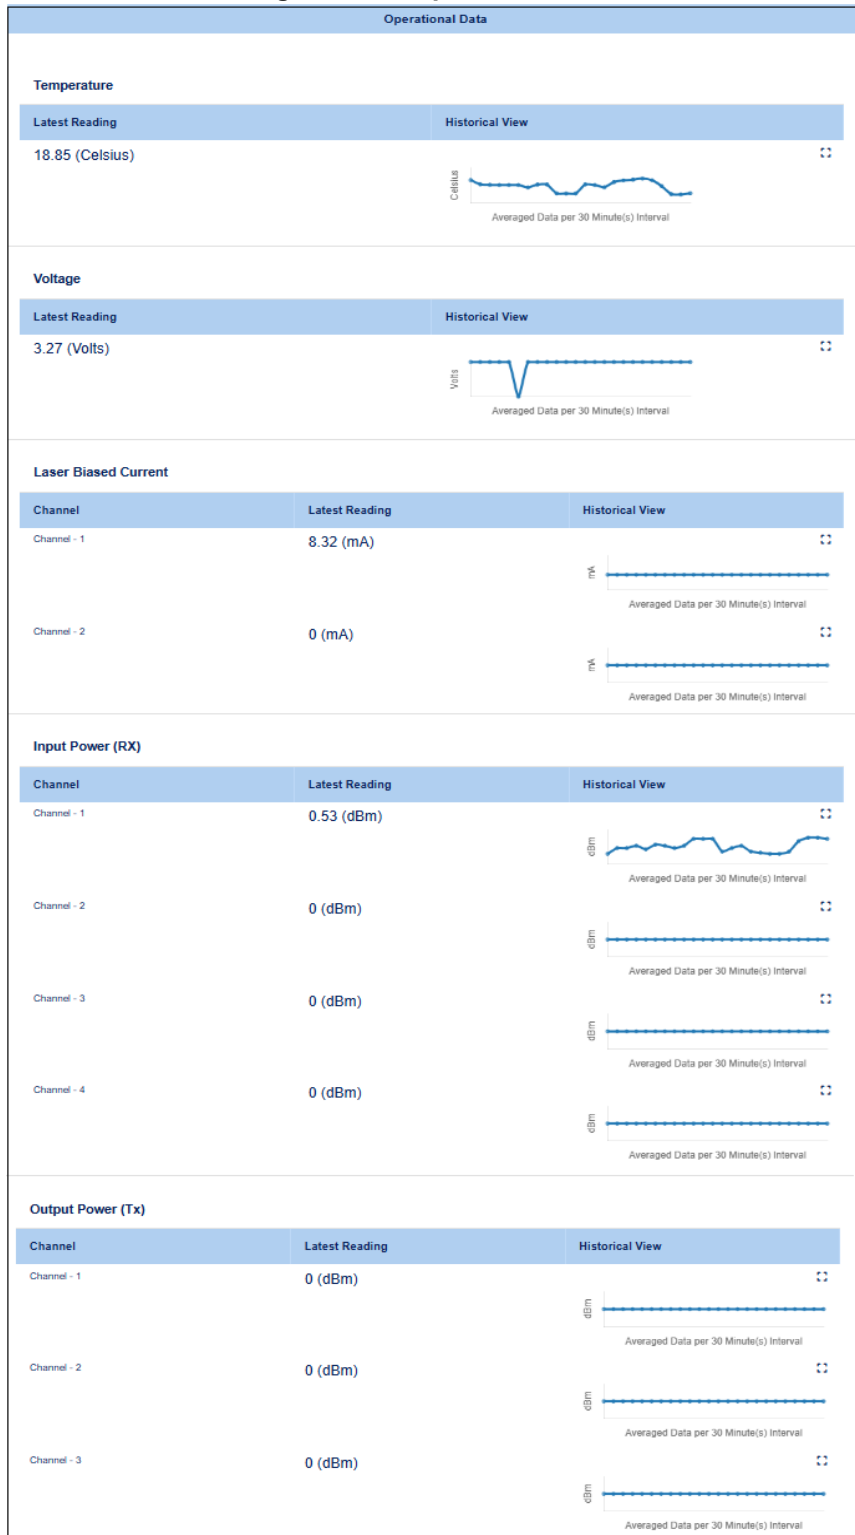 Operational Data
Temperature
Latest Reading Historical View
18.85 (Celsius)
Celsius
Averaged Data per 30 Minute(s) Interval
Voltage
Latest Reading Historical View
3.27 (Volts)
Volts
Averaged Data per 30 Minute(s) Interval
Laser Biased Current
Channel Latest Reading Historical View
Channel - 1 8.32 (mA)
mA
Averaged Data per 30 Minute(s) Interval
Channel - 2 0 (mA)
mA
Averaged Data per 30 Minute(s) Interval
Input Power (RX)
Channel Latest Reading Historical View
Channel - 1 0.53 (dBm)
dBm
Averaged Data per 30 Minute(s) Interval
Channel - 2 0 (dBm)
dBm
Averaged Data per 30 Minute(s) Interval
Channel - 3 0 (dBm)
dBm
Averaged Data per 30 Minute(s) Interval
Channel - 4 0 (dBm)
dBm
Averaged Data per 30 Minute(s) Interval
Output Power (Tx)
Channel Latest Reading Historical View
Channel - 1 0 (dBm)
dBm
Averaged Data per 30 Minute(s) Interval
Channel - 2 0 (dBm)
dBm
Averaged Data per 30 Minute(s) Interval
Channel - 3 0 (dBm)
dBm
Averaged Data per 30 Minute(s) Interval